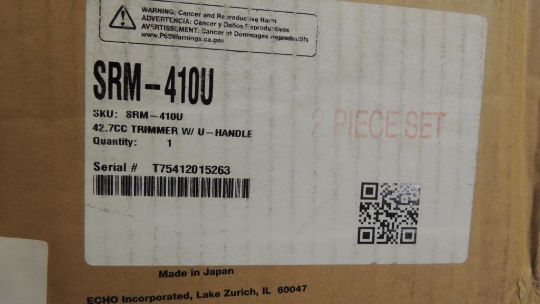 WARNING: Cancer and Reproductive Harm
ADVERTENCIA: Cancer y Daños Reproductivos
AVERTISSEMENT: Cancer et Dommages Reproductifs
www.P65Warnings.ca.gov
SRM-410U
2 PIECE SET
SKU: SRM-410U
42.7CC TRIMMER W/ U-HANDLE
Quantity: 1
Serial # T75412015263
Made in Japan
ECHO Incorporated, Lake Zurich, IL 60047